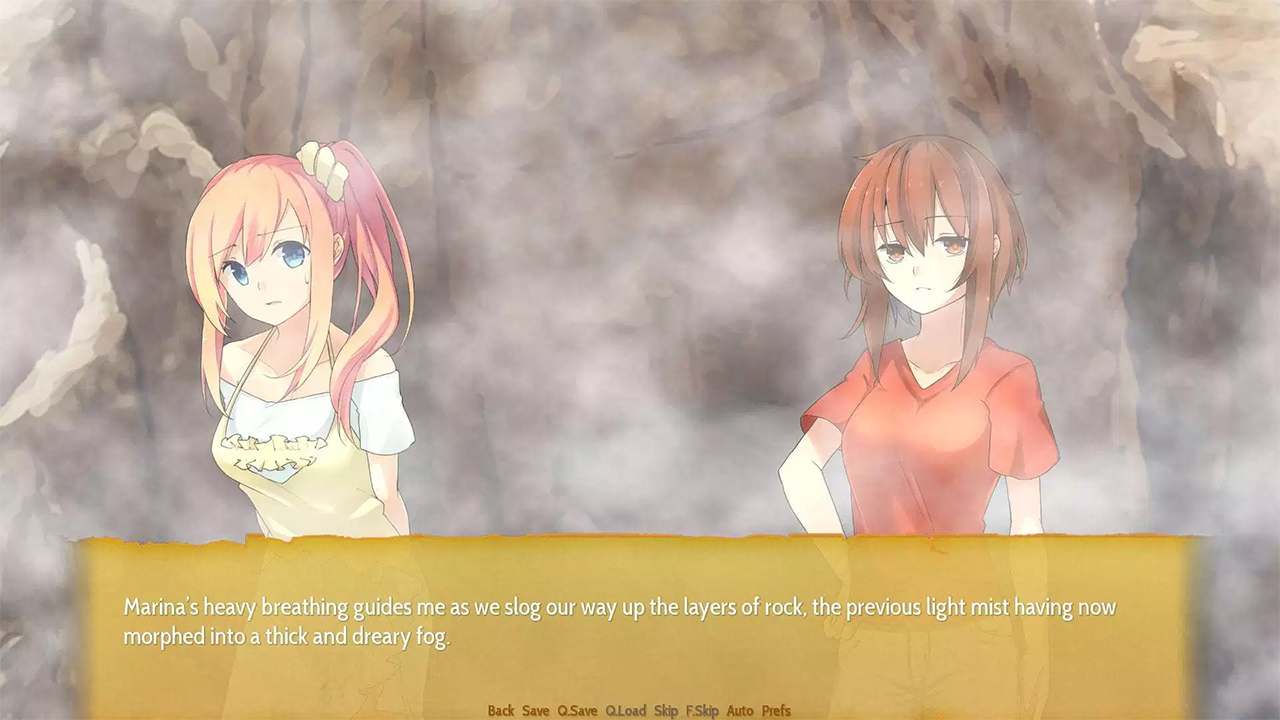 Marina's heavy breathing guides me as we slog our way up the layers of rock, the previous light mist having now
morphed into a thick and dreary fog.
Back Save Q.Save Q.Load Skip F.Skip Auto Prefs